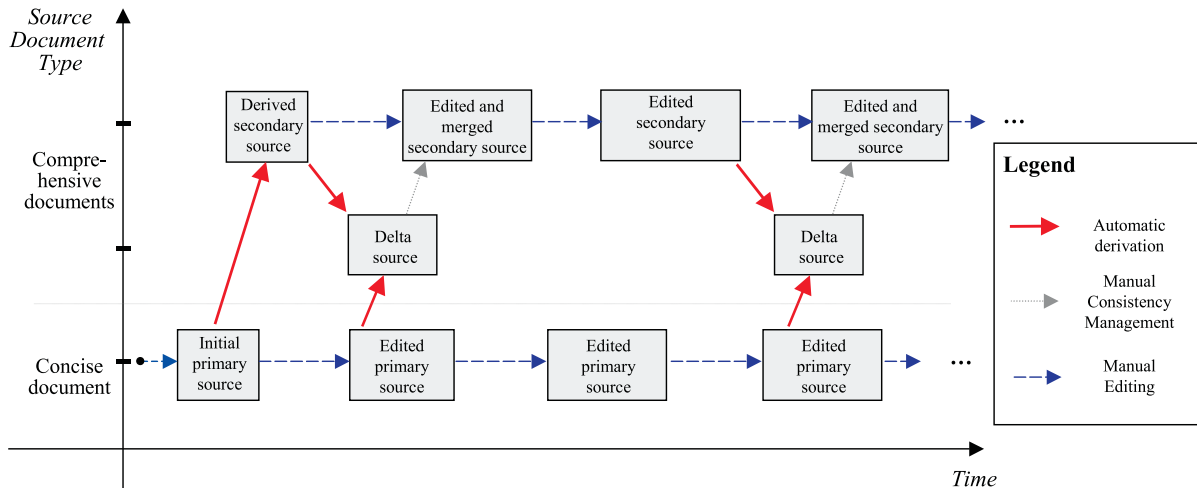 Source
Document
Type
Derived
secondary
source
Edited and
merged
secondary source
Edited
secondary
source
Edited and
merged secondary
source
...
Compre-
hensive
documents
Delta
source
Delta
source
Legend
Automatic
derivation
Manual
Consistency
Management
Manual
Editing
Concise
document
Initial
primary
source
Edited
primary
source
Edited
primary
source
Edited
primary
source
...
Time